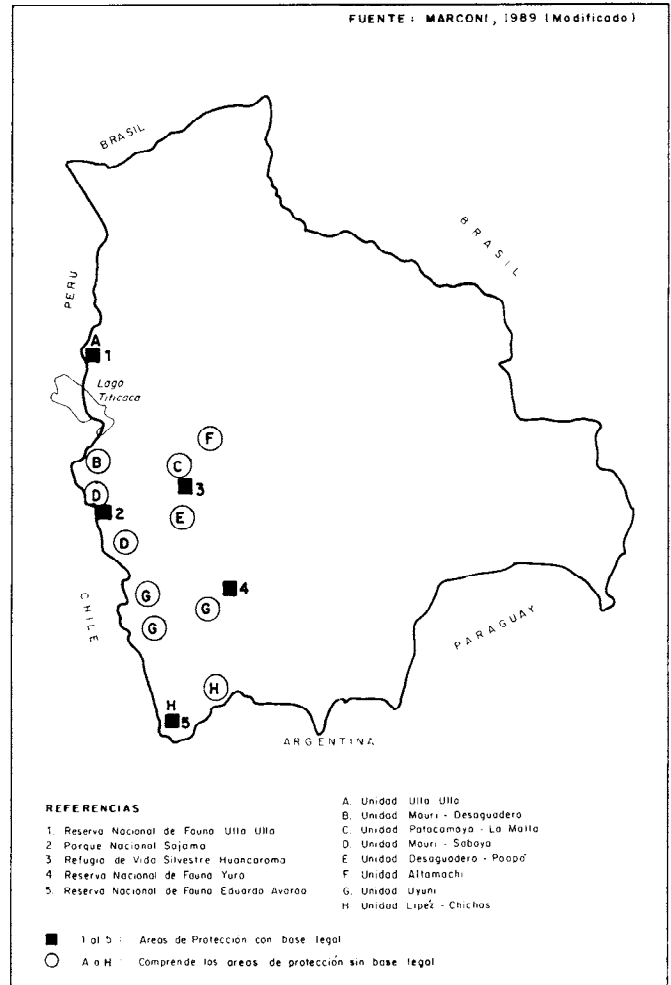 FUENTE: MARCONI, 1989 (Modificado)
BRASIL
BRASIL
PERU
A
1
Lago
Titicaca
F
B
C
3
D
2
E
D
4
G
G
G
CHILE
PARAGUAY
H
H
5
ARGENTINA
REFERENCIAS
1. Reserva Nacional de Fauna Ulla Ulla
2 Parque Nacional Sajama
3 Refugio de Vida Silvestre Huancaroma
4 Reserva Nacional de Fauna Yura
5. Reserva Nacional de Fauna Eduardo Avaroa
A. Unidad Ulla Ulla
B. Unidad Mauri - Desaguadero
C Unidad Patacamaya - La Malla
D. Unidad Mauri - Sabaya
E Unidad Desaguadero - Poopó
F Unidad Altamachi
G. Unidad Uyuni
H Unidad Lipéz - Chichas
1 al 5 : Areas de Protección con base legal
A a H : Comprende las areas de protección sin base legal